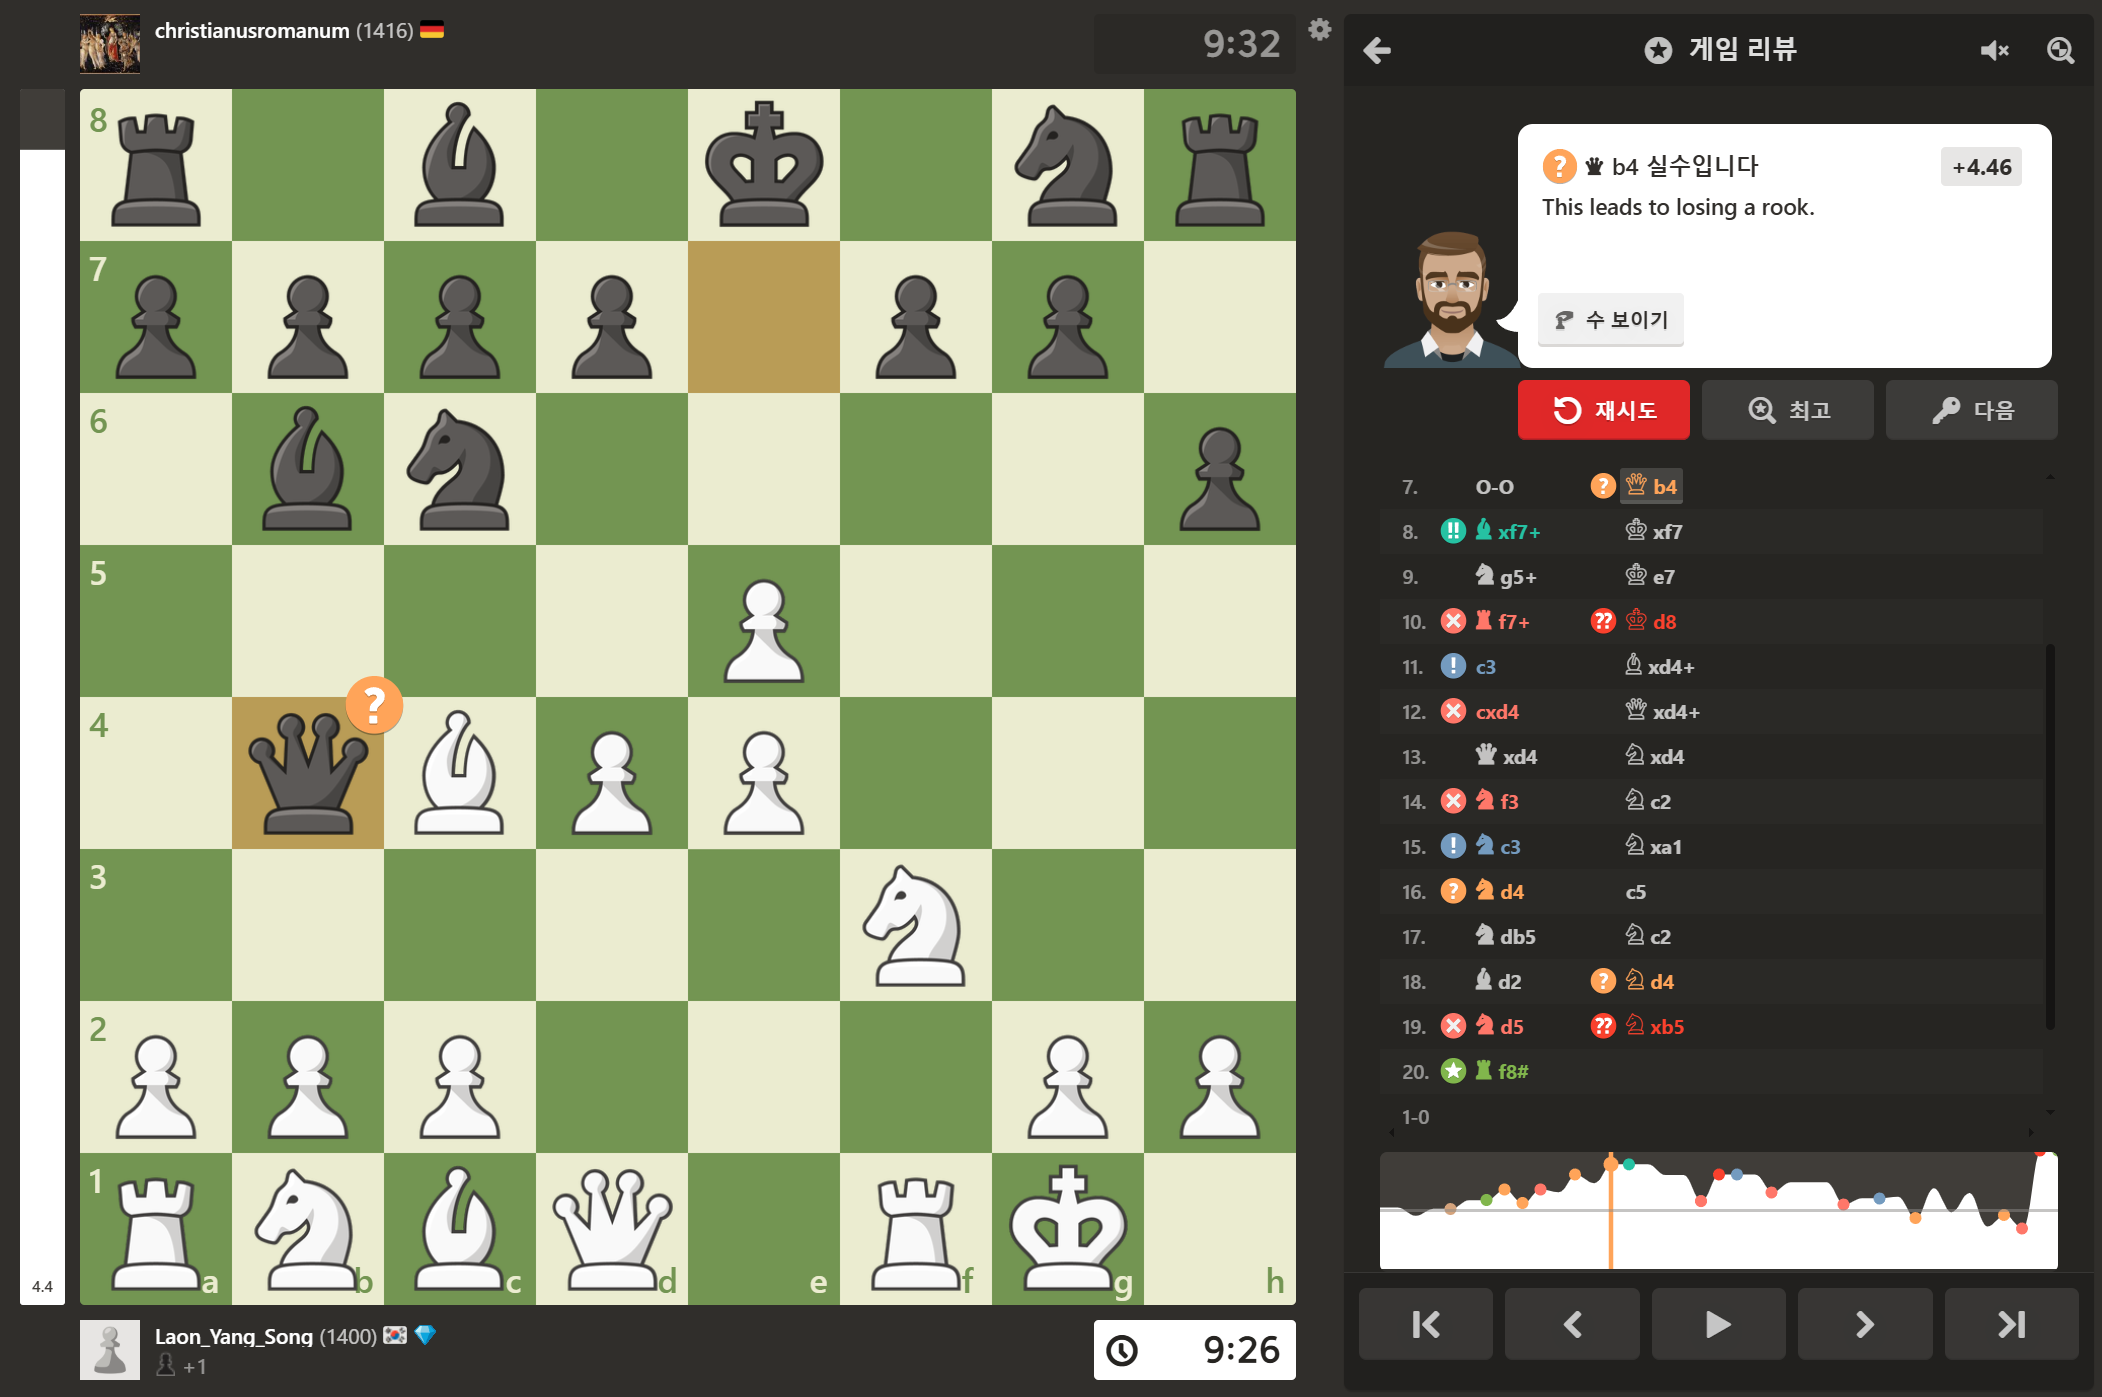 christianusromanum (1416)
9:32
게임 리뷰
? b4 실수입니다
+4.46
This leads to losing a rook.
수 보이기
재시도
최고
다음
7. O-O ? b4
8. !! xf7+ xf7
9. g5+ e7
10. f7+ ?? d8
11. ! c3 xd4+
12. cxd4 xd4+
13. xd4 xd4
14. f3 c2
15. ! c3 xa1
16. ? d4 c5
17. db5 c2
18. d2 ? d4
19. d5 ?? xb5
20. f8#
1-0
8
7
6
5
?
4
3
2
1
a b c d e f g h
4.4
Laon_Yang_Song (1400)
+1
9:26